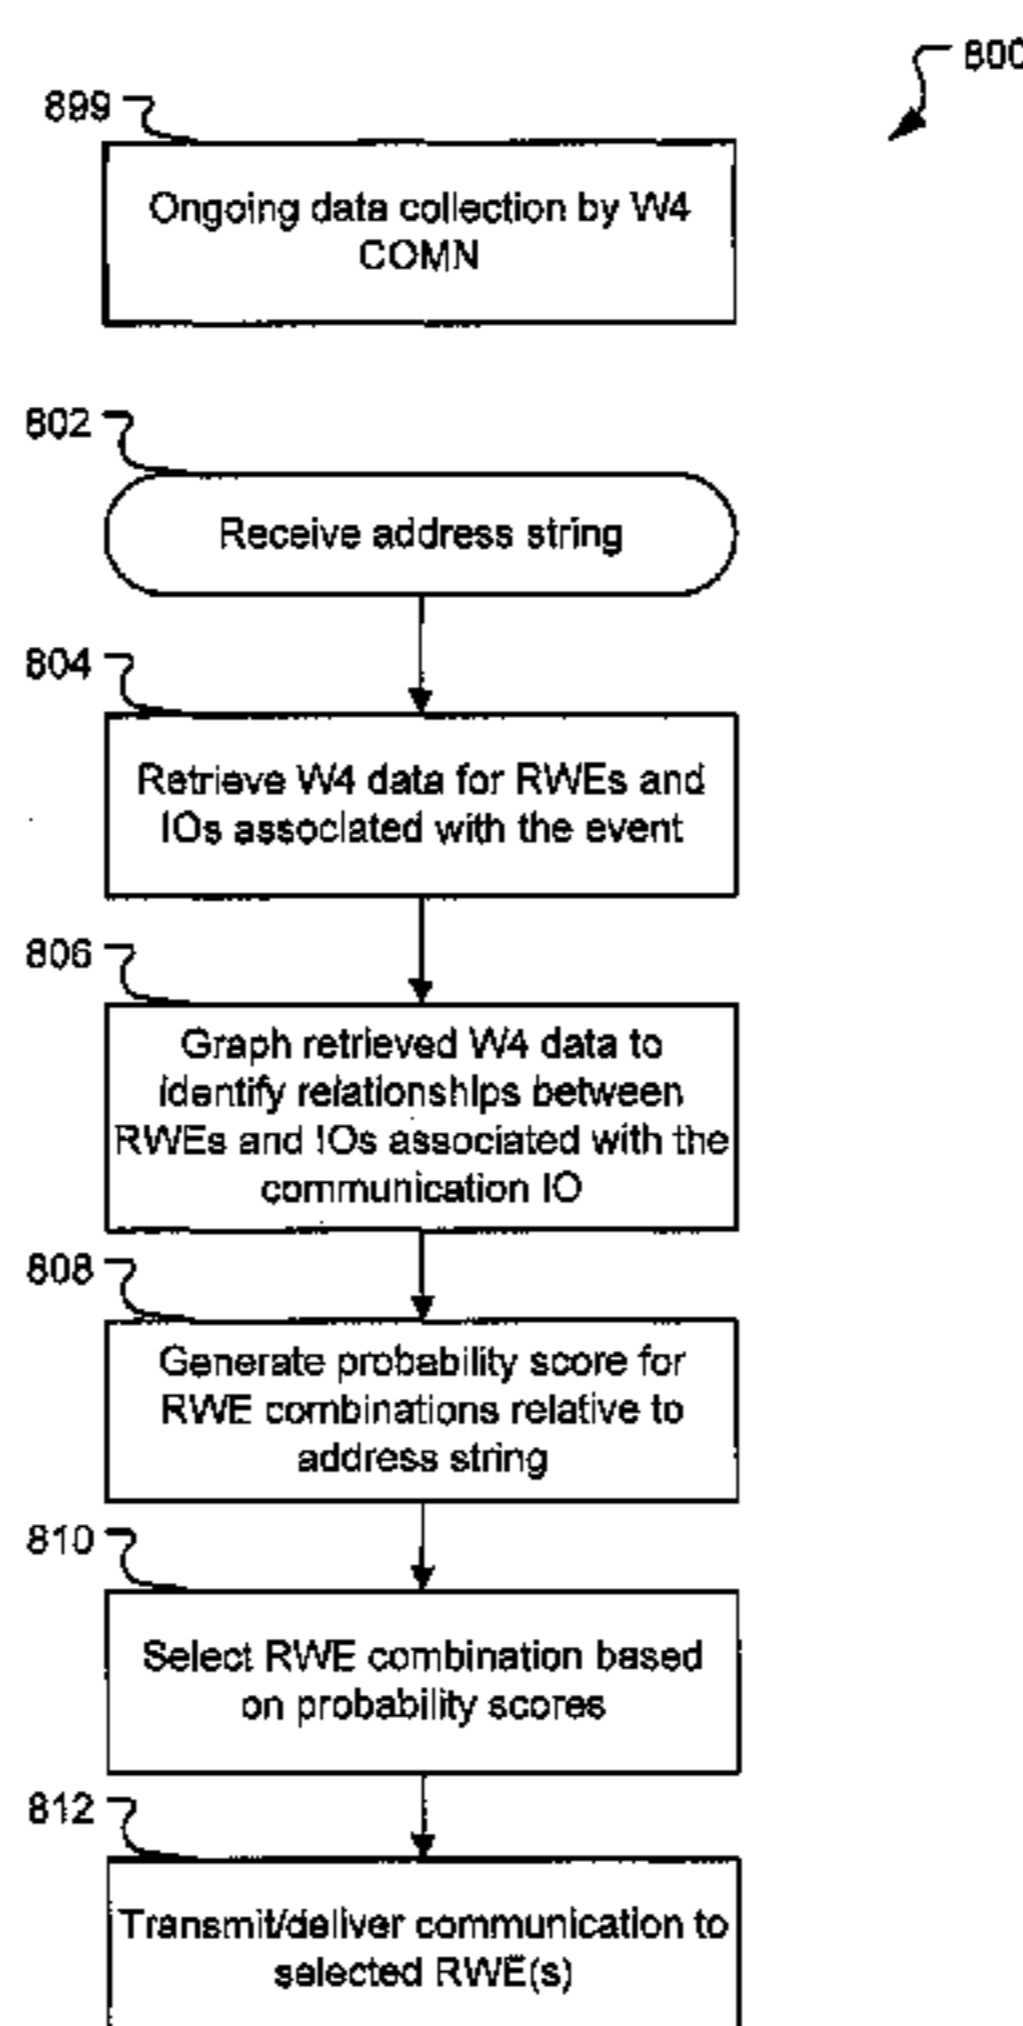 800
899
Ongoing data collection by W4
COMN
802
Receive address string
804
Retrieve W4 data for RWEs and
IOs associated with the event
806
Graph retrieved W4 data to
identify relationships between
RWEs and IOs associated with the
communication IO
808
Generate probability score for
RWE combinations relative to
address string
810
Select RWE combination based
on probability scores
812
Transmit/deliver communication to
selected RWE(s)